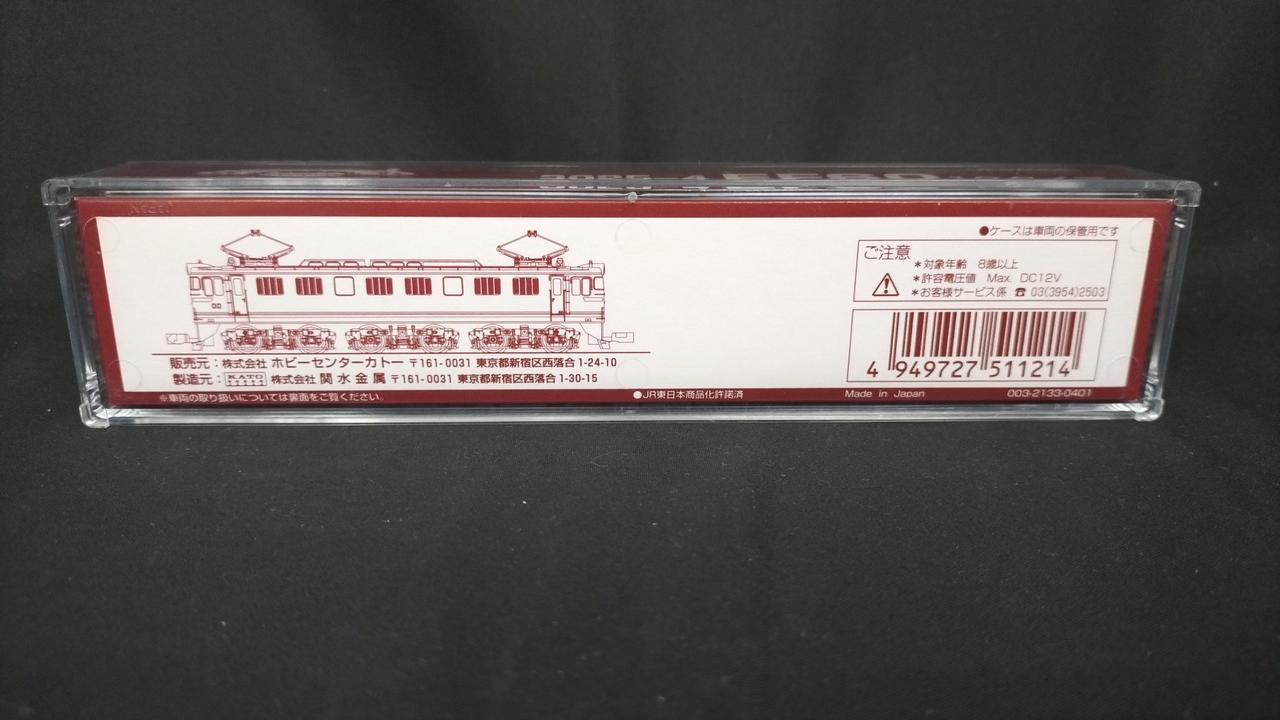 ●ケースは車両の保管用です
ご注意
＊対象年齢 8歳以上
＊許容電圧値 Max. DC12V
＊お客様サービス係 ☎ 03(3954)2503
4 949727 511214
販売元：株式会社 ホビーセンターカトー 〒161-0031 東京都新宿区西落合1-24-10
製造元：KATO 株式会社 関水金属 〒161-0031 東京都新宿区西落合1-30-15
※車両の取り扱いについては裏面をご覧ください。
●JR東日本商品化許諾済
Made in Japan
003-2133-0401